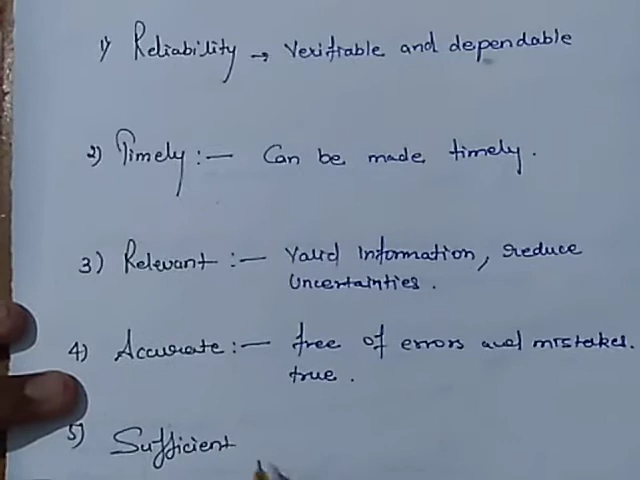 1) Reliability → Verifiable and dependable
2) Timely :— Can be made timely.
3) Relevant :— Valid Information, reduce
Uncertainties.
4) Accurate :— free of errors and mistakes.
true.
5) Sufficient